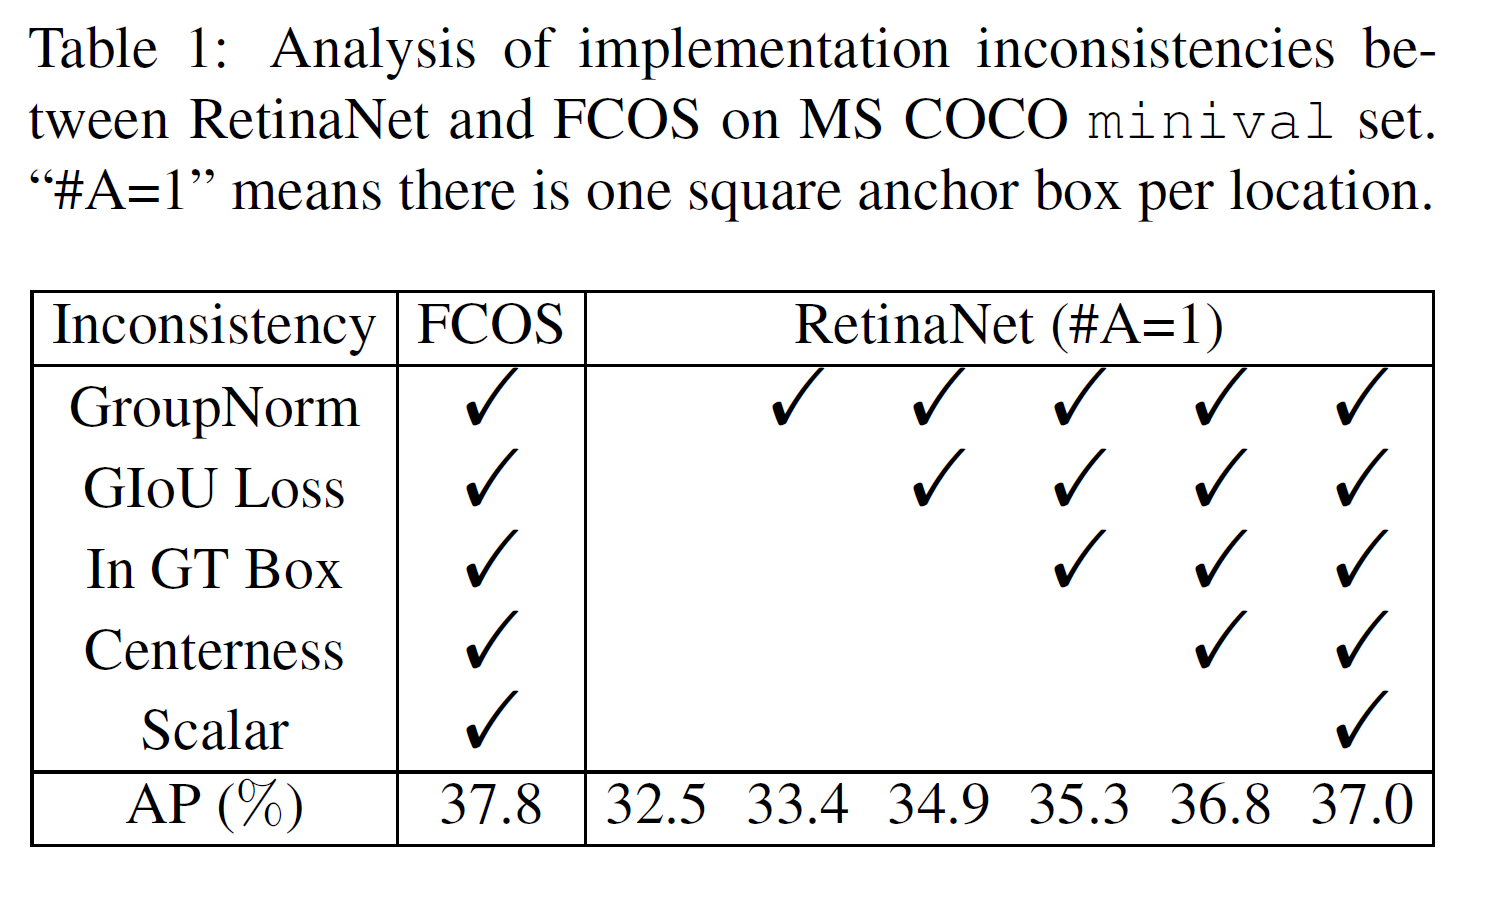 Table 1: Analysis of implementation inconsistencies be-
tween RetinaNet and FCOS on MS COCO minival set.
“#A=1” means there is one square anchor box per location.
Inconsistency FCOS RetinaNet (#A=1)
GroupNorm ✓ ✓ ✓ ✓ ✓ ✓
GIoU Loss ✓ ✓ ✓ ✓ ✓
In GT Box ✓ ✓ ✓ ✓
Centerness ✓ ✓ ✓
Scalar ✓ ✓
AP (%) 37.8 32.5 33.4 34.9 35.3 36.8 37.0